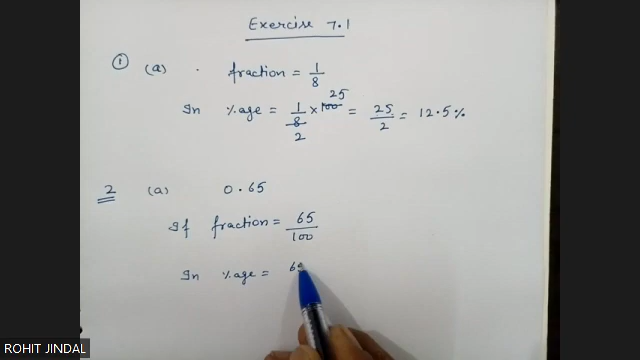 Exercise 7.1
① (a) . fraction = 1/8
In %age = 1/8 × 100 25 = 25/2 = 12.5%
2
2 (a) 0.65
If fraction = 65/100
In %age = 65
ROHIT JINDAL